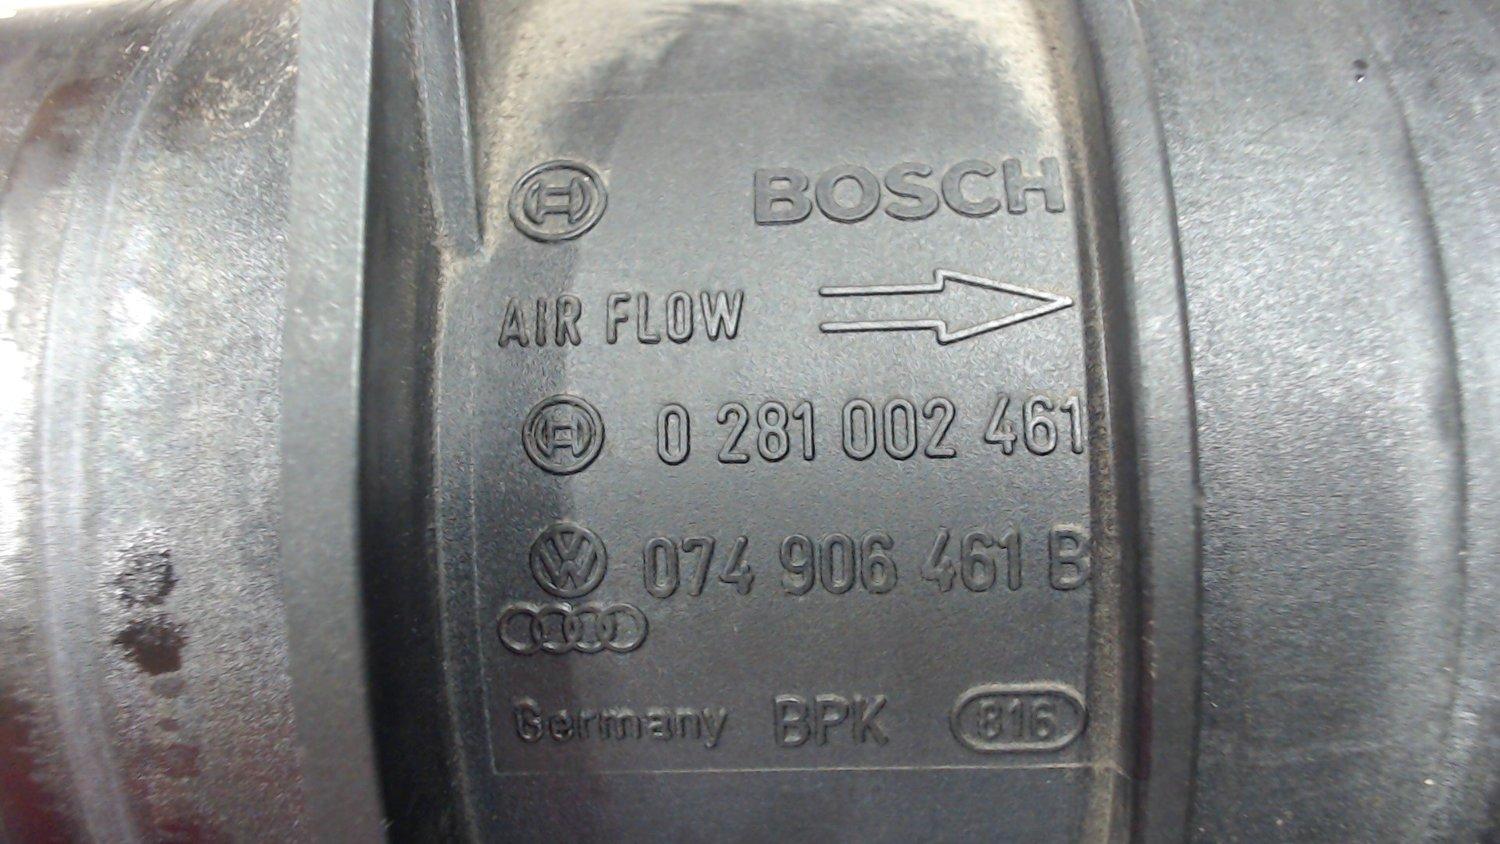 BOSCH
AIR FLOW
0 281 002 461
074 906 461 B
Germany BPK 816